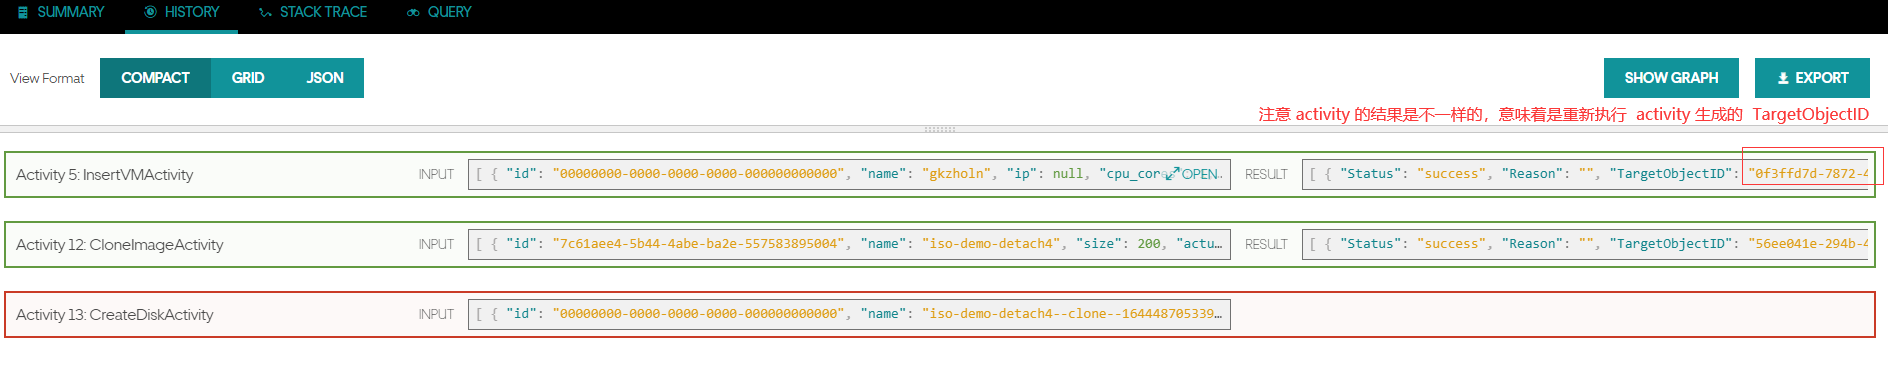 SUMMARY HISTORY STACK TRACE QUERY
View Format COMPACT GRID JSON SHOW GRAPH EXPORT
注意 activity 的结果是不一样的，意味着是重新执行 activity 生成的 TargetObjectID
Activity 5: InsertVMActivity INPUT [ { "id": "00000000-0000-0000-0000-000000000000", "name": "gkzholn", "ip": null, "cpu_cor OPEN RESULT [ { "Status": "success", "Reason": "", "TargetObjectID": "0f3ffd7d-7872-4
Activity 12: CloneImageActivity INPUT [ { "id": "7c61aee4-5b44-4abe-ba2e-557583895004", "name": "iso-demo-detach4", "size": 200, "actu… RESULT [ { "Status": "success", "Reason": "", "TargetObjectID": "56ee041e-294b-4
Activity 13: CreateDiskActivity INPUT [ { "id": "00000000-0000-0000-0000-000000000000", "name": "iso-demo-detach4--clone--164448705339…